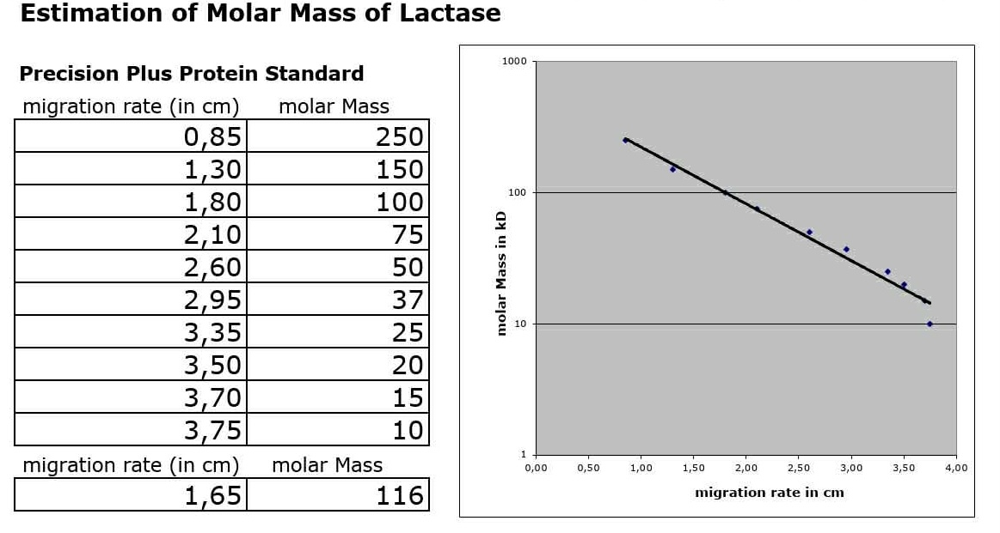 Estimation of Molar Mass of Lactase
Precision Plus Protein Standard
migration rate (in cm) molar Mass
0,85 250
1,30 150
1,80 100
2,10 75
2,60 50
2,95 37
3,35 25
3,50 20
3,70 15
3,75 10
migration rate (in cm) molar Mass
1,65 116
1000
100
10
1
molar Mass in kD
0,00 0,50 1,00 1,50 2,00 2,50 3,00 3,50 4,00
migration rate in cm